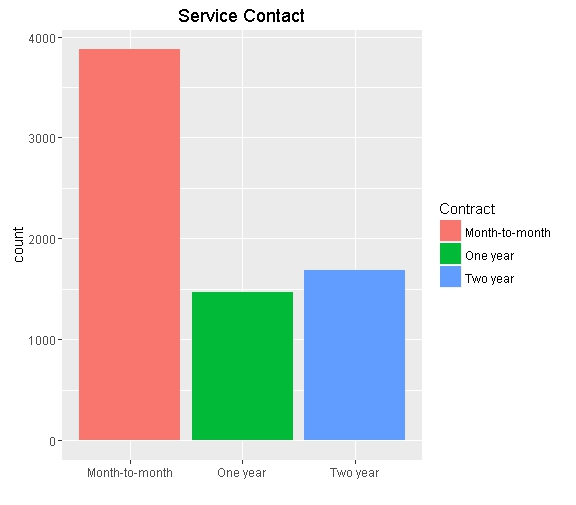 Service Contact
4000
3000
2000
1000
0
count
Month-to-month
One year
Two year
Contract
Month-to-month
One year
Two year